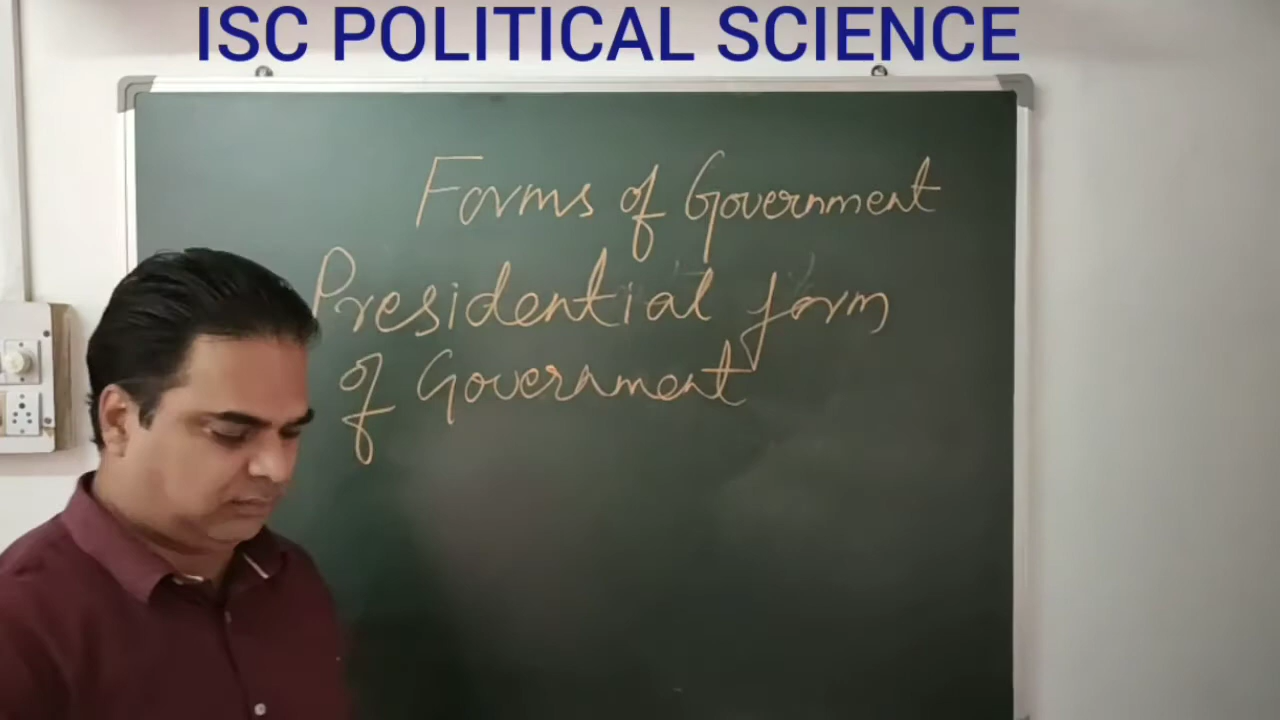 ISC POLITICAL SCIENCE
Forms of Government
Presidential form
of Government